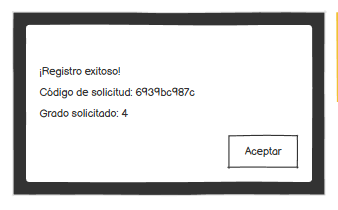 ¡Registro exitoso!
Código de solicitud: 6939bc987c
Grado solicitado: 4
Aceptar